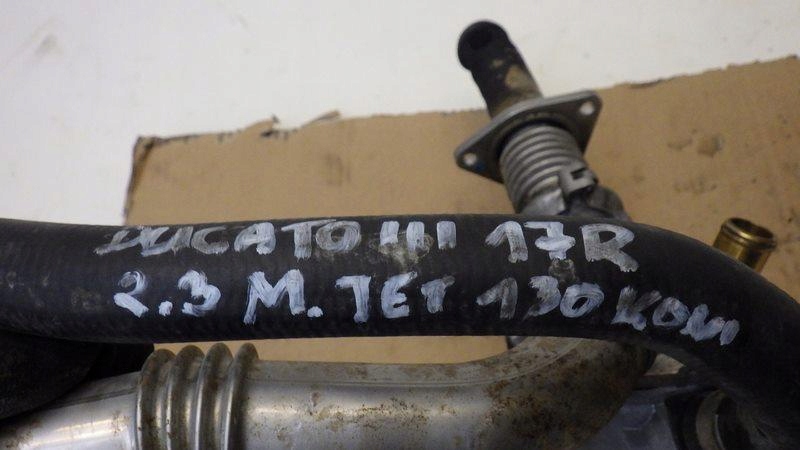 DUCATO III 17R
2.3 M. JET 130 KONI